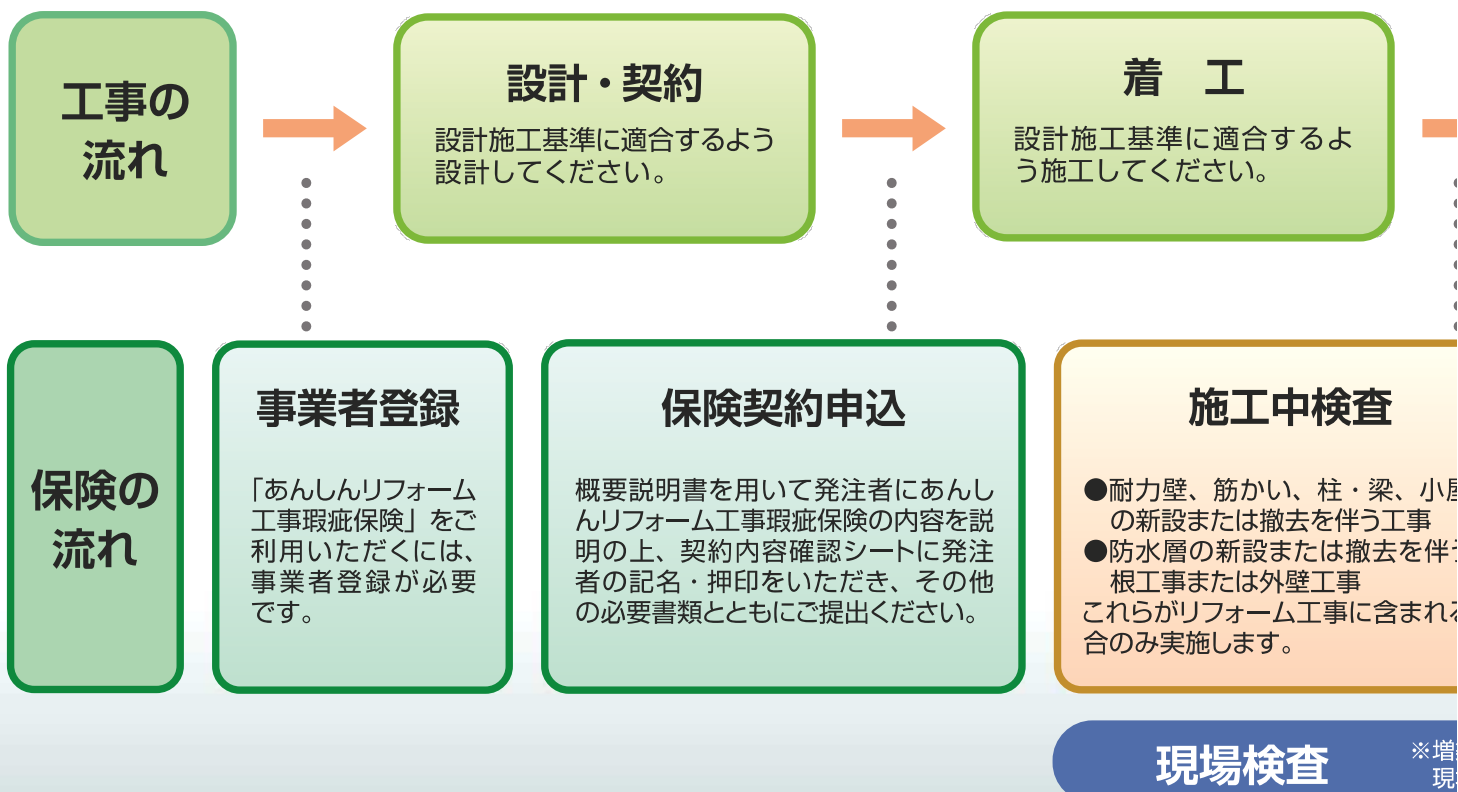 工事の
流れ
設計・契約
設計施工基準に適合するよう
設計してください。
着　工
設計施工基準に適合するよ
う施工してください。
保険の
流れ
事業者登録
「あんしんリフォーム
工事瑕疵保険」をご
利用いただくには、
事業者登録が必要
です。
保険契約申込
概要説明書を用いて発注者にあんし
んリフォーム工事瑕疵保険の内容を説
明の上、契約内容確認シートに発注
者の記名・押印をいただき、その他
の必要書類とともにご提出ください。
施工中検査
●耐力壁、筋かい、柱・梁、小屋
の新設または撤去を伴う工事
●防水層の新設または撤去を伴う
根工事または外壁工事
これらがリフォーム工事に含まれる
合のみ実施します。
現場検査
※増
現